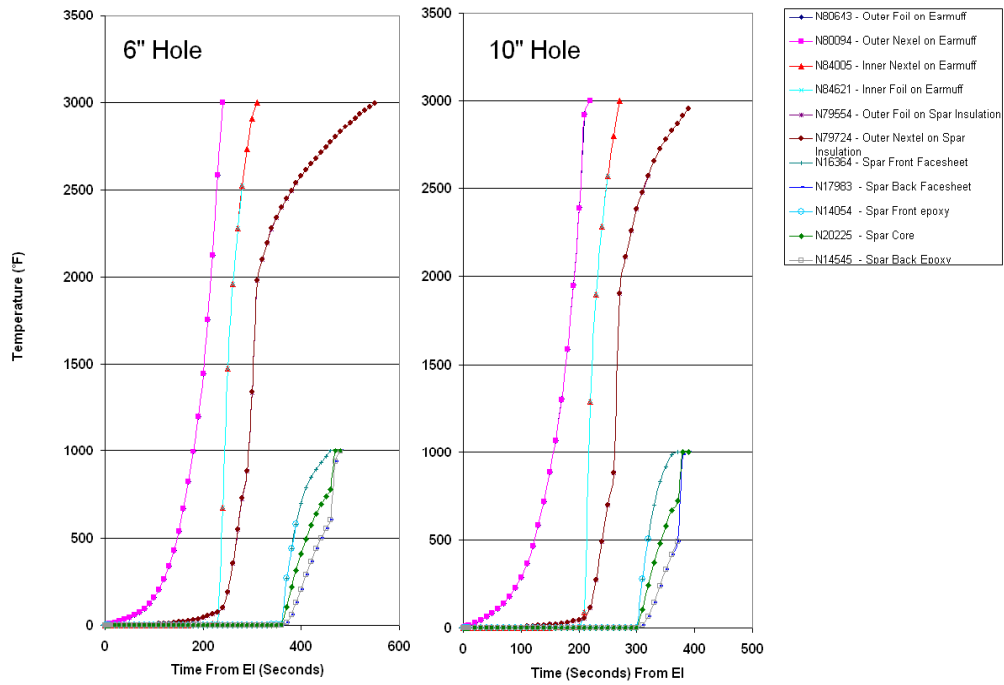 6" Hole
3500
3000
2500
2000
1500
1000
500
0
0
200
400
600
Time From EI (Seconds)
Temperature (°F)
10" Hole
3500
3000
2500
2000
1500
1000
500
0
0
100
200
300
400
500
Time (Seconds) From EI
N80643 - Outer Foil on Earmuff
N80094 - Outer Nexel on Earmuff
N84005 - Inner Nextel on Earmuff
N84621 - Inner Foil on Earmuff
N79554 - Outer Foil on Spar Insulation
N79724 - Outer Nextel on Spar
Insulation
N16364 - Spar Front Facesheet
N17983 - Spar Back Facesheet
N14054 - Spar Front epoxy
N20225 - Spar Core
N14545 - Spar Back Epoxy